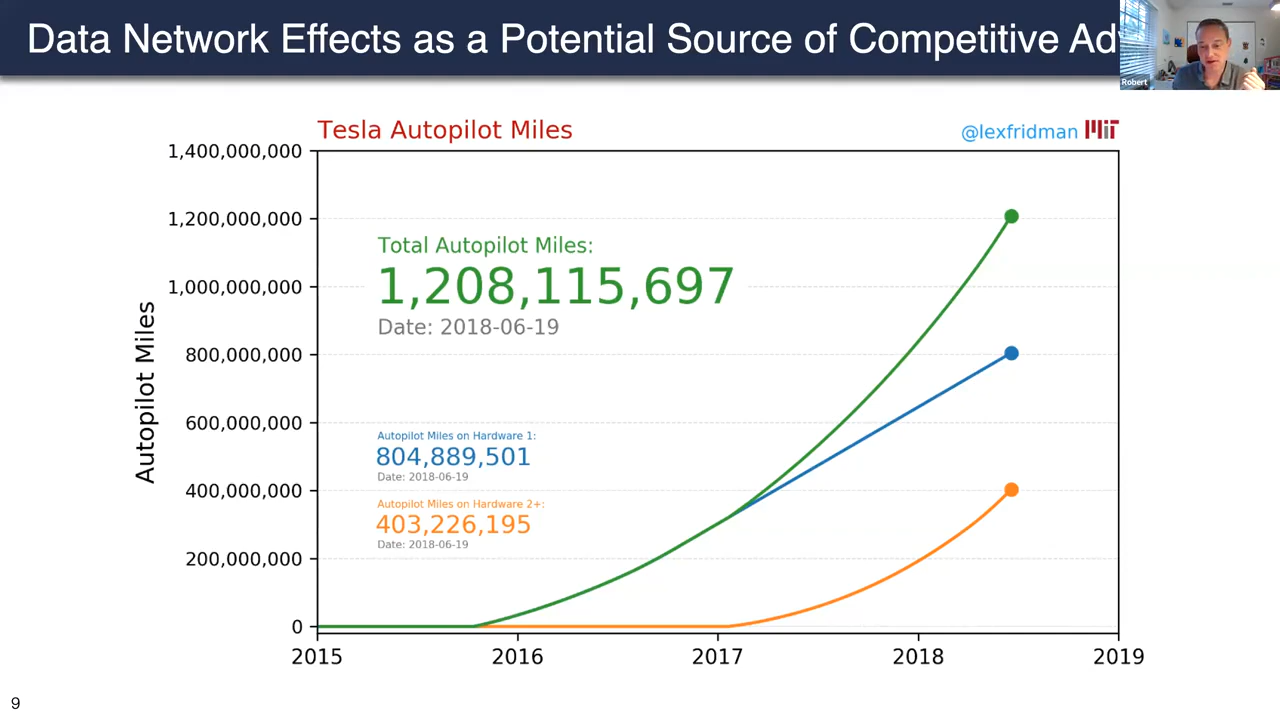 Data Network Effects as a Potential Source of Competitive Adv
Robert
Tesla Autopilot Miles
@lexfridman MIT
1,400,000,000
1,200,000,000
1,000,000,000
800,000,000
600,000,000
400,000,000
200,000,000
0
Autopilot Miles
Total Autopilot Miles:
1,208,115,697
Date: 2018-06-19
Autopilot Miles on Hardware 1:
804,889,501
Date: 2018-06-19
Autopilot Miles on Hardware 2+:
403,226,195
Date: 2018-06-19
2015 2016 2017 2018 2019
9